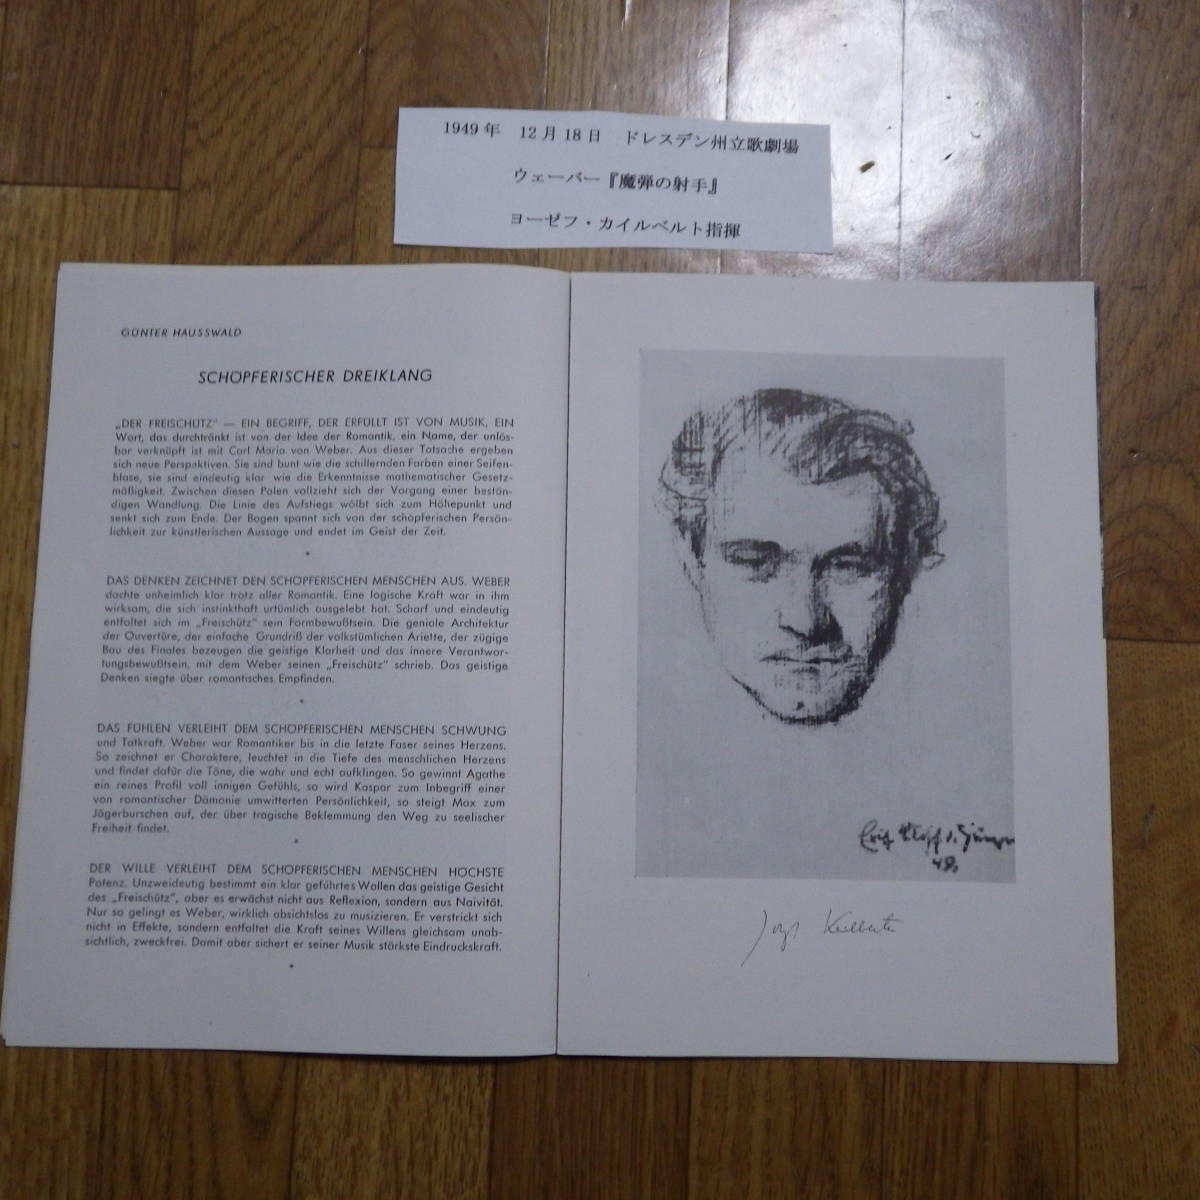 1949年 12月18日 ドレスデン州立歌劇場
ウェーバー『魔弾の射手』
ヨーゼフ・カイルベルト指揮
GÜNTER HAUSSWALD
SCHÖPFERISCHER DREIKLANG
„DER FREISCHÜTZ“ — EIN BEGRIFF, DER ERFÜLLT IST VON MUSIK, EIN
Wort, das durchtränkt ist von der Idee der Romantik, ein Name, der unlös-
bar verknüpft ist mit Carl Maria von Weber. Aus dieser Tatsache ergeben
sich neue Perspektiven. Sie sind bunt wie die schillernden Farben einer Seifen-
blase, sie sind eindeutig klar wie die Erkenntnisse mathematischer Gesetz-
mäßigkeit. Zwischen diesen Polen vollzieht sich der Vorgang einer bestän-
digen Wandlung. Die Linie des Aufstiegs wölbt sich zum Höhepunkt und
senkt sich zum Ende. Der Bogen spannt sich von der schöpferischen Persön-
lichkeit zur künstlerischen Aussage und endet im Geist der Zeit.
*
DAS DENKEN ZEICHNET DEN SCHÖPFERISCHEN MENSCHEN AUS. WEBER
dachte unheimlich klar trotz aller Romantik. Eine logische Kraft war in ihm
wirksam, die sich instinkthaft urtümlich ausgelebt hat. Scharf und eindeutig
entfaltet sich im „Freischütz“ sein Formbewußtsein. Die geniale Architektur
der Ouvertüre, der einfache Grundriß der volkstümlichen Ariette, der zügige
Bau des Finales bezeugen die geistige Klarheit und das innere Verantwor-
tungsbewußtsein, mit dem Weber seinen „Freischütz“ schrieb. Das geistige
Denken siegte über romantisches Empfinden.
*
DAS FÜHLEN VERLEIHT DEM SCHÖPFERISCHEN MENSCHEN SCHWUNG
und Tatkraft. Weber war Romantiker bis in die letzte Faser seines Herzens.
So zeichnet er Charaktere, leuchtet in die Tiefe des menschlichen Herzens
und findet dafür die Töne, die wahr und echt aufklingen. So gewinnt Agathe
ein reines Profil voll innigen Gefühls, so wird Kaspar zum Inbegriff einer
von romantischer Dämonie umwitterten Persönlichkeit, so steigt Max zum
Jägerburschen auf, der über tragische Beklemmung den Weg zu seelischer
Freiheit findet.
*
DER WILLE VERLEIHT DEM SCHÖPFERISCHEN MENSCHEN HÖCHSTE
Potenz. Unzweideutig bestimmt ein klar geführtes Wollen das geistige Gesicht
des „Freischütz“, aber es erwächst nicht aus Reflexion, sondern aus Naivität.
Nur so gelingt es Weber, wirklich absichtslos zu musizieren. Er verstrickt sich
nicht in Effekte, sondern entfaltet die Kraft seines Willens gleichsam unab-
sichtlich, zweckfrei. Damit aber sichert er seiner Musik stärkste Eindruckskraft.
*
48.